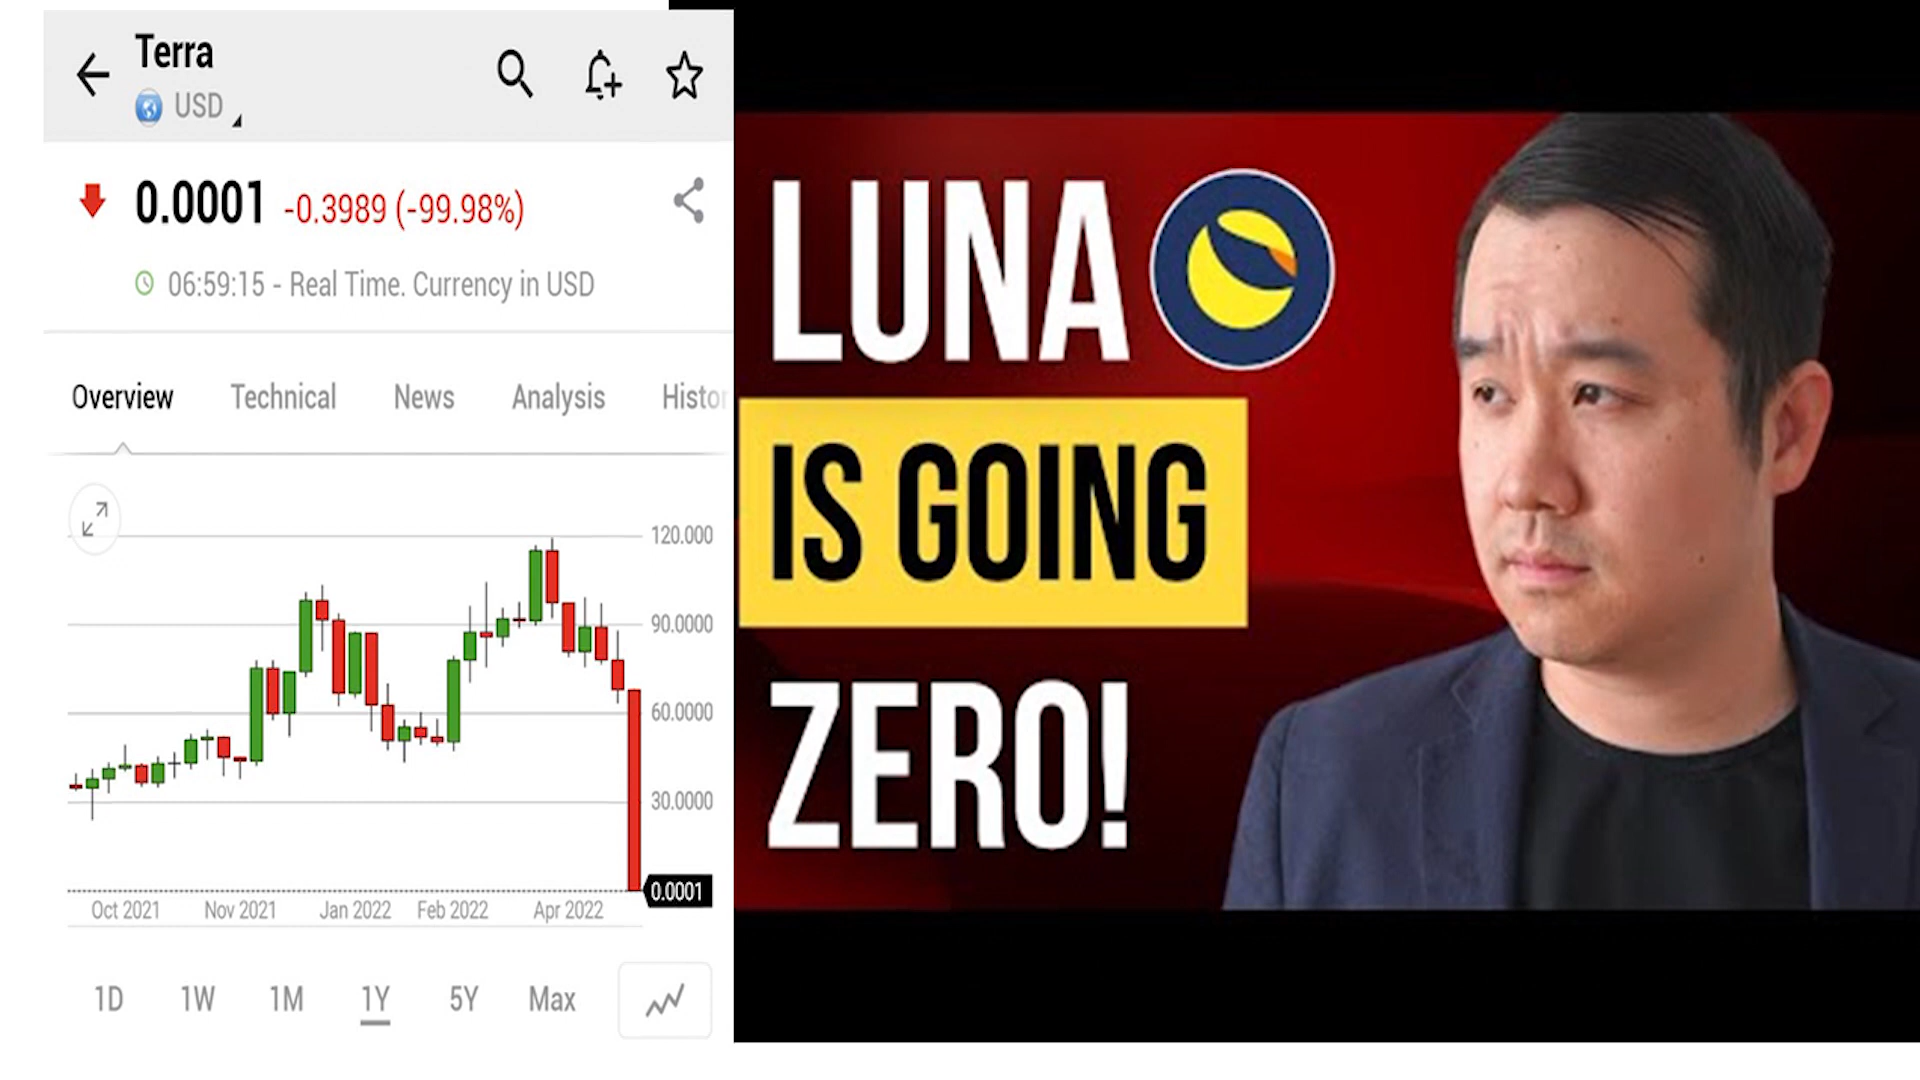 Terra
USD
0.0001 -0.3989 (-99.98%)
06:59:15 - Real Time. Currency in USD
Overview Technical News Analysis Histor
120.000
90.0000
60.0000
30.0000
0.0001
Oct 2021 Nov 2021 Jan 2022 Feb 2022 Apr 2022
1D 1W 1M 1Y 5Y Max
LUNA
IS GOING
ZERO!